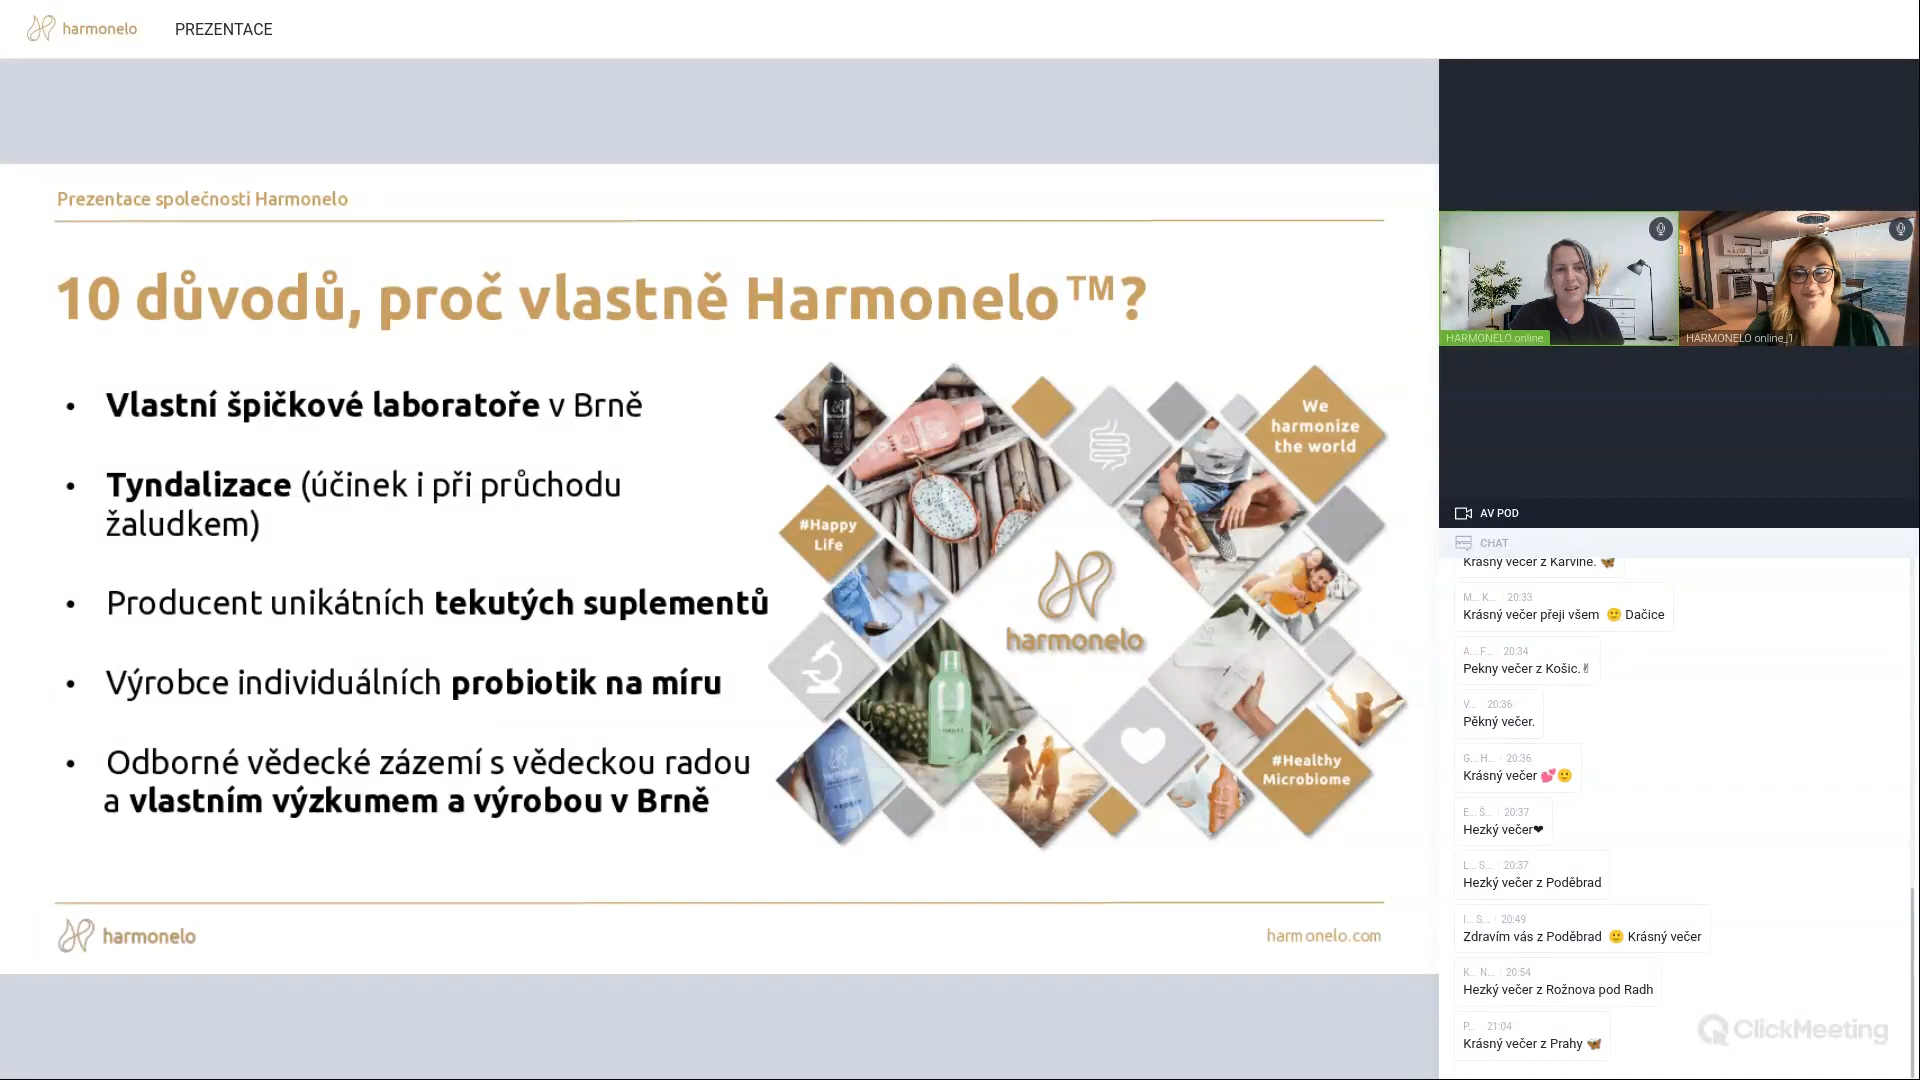 harmonelo PREZENTACE
Prezentace společnosti Harmonelo
10 důvodů, proč vlastně Harmonelo™?
• Vlastní špičkové laboratoře v Brně
• Tyndalizace (účinek i při průchodu
žaludkem)
• Producent unikátních tekutých suplementů
• Výrobce individuálních probiotik na míru
• Odborné vědecké zázemí s vědeckou radou
a vlastním výzkumem a výrobou v Brně
We
harmonize
the world
#Happy
Life
harmonelo
#Healthy
Microbiome
harmonelo
harmonelo.com
HARMONELO online
HARMONELO online_1
AV POD
CHAT
Krásný večer z Karviné. 🦋
M... K... 20:33
Krásný večer přeji všem 🙂 Dačice
A... F... 20:34
Pekny večer z Košic.✌
V... 20:36
Pěkný večer.
G... H... 20:36
Krásný večer 💕🙂
E... Š... 20:37
Hezký večer❤
L... S... 20:37
Hezký večer z Poděbrad
I... S... 20:49
Zdravím vás z Poděbrad 🙂 Krásný večer
K... N... 20:54
Hezký večer z Rožnova pod Radh
P... 21:04
Krásný večer z Prahy 🦋
ClickMeeting